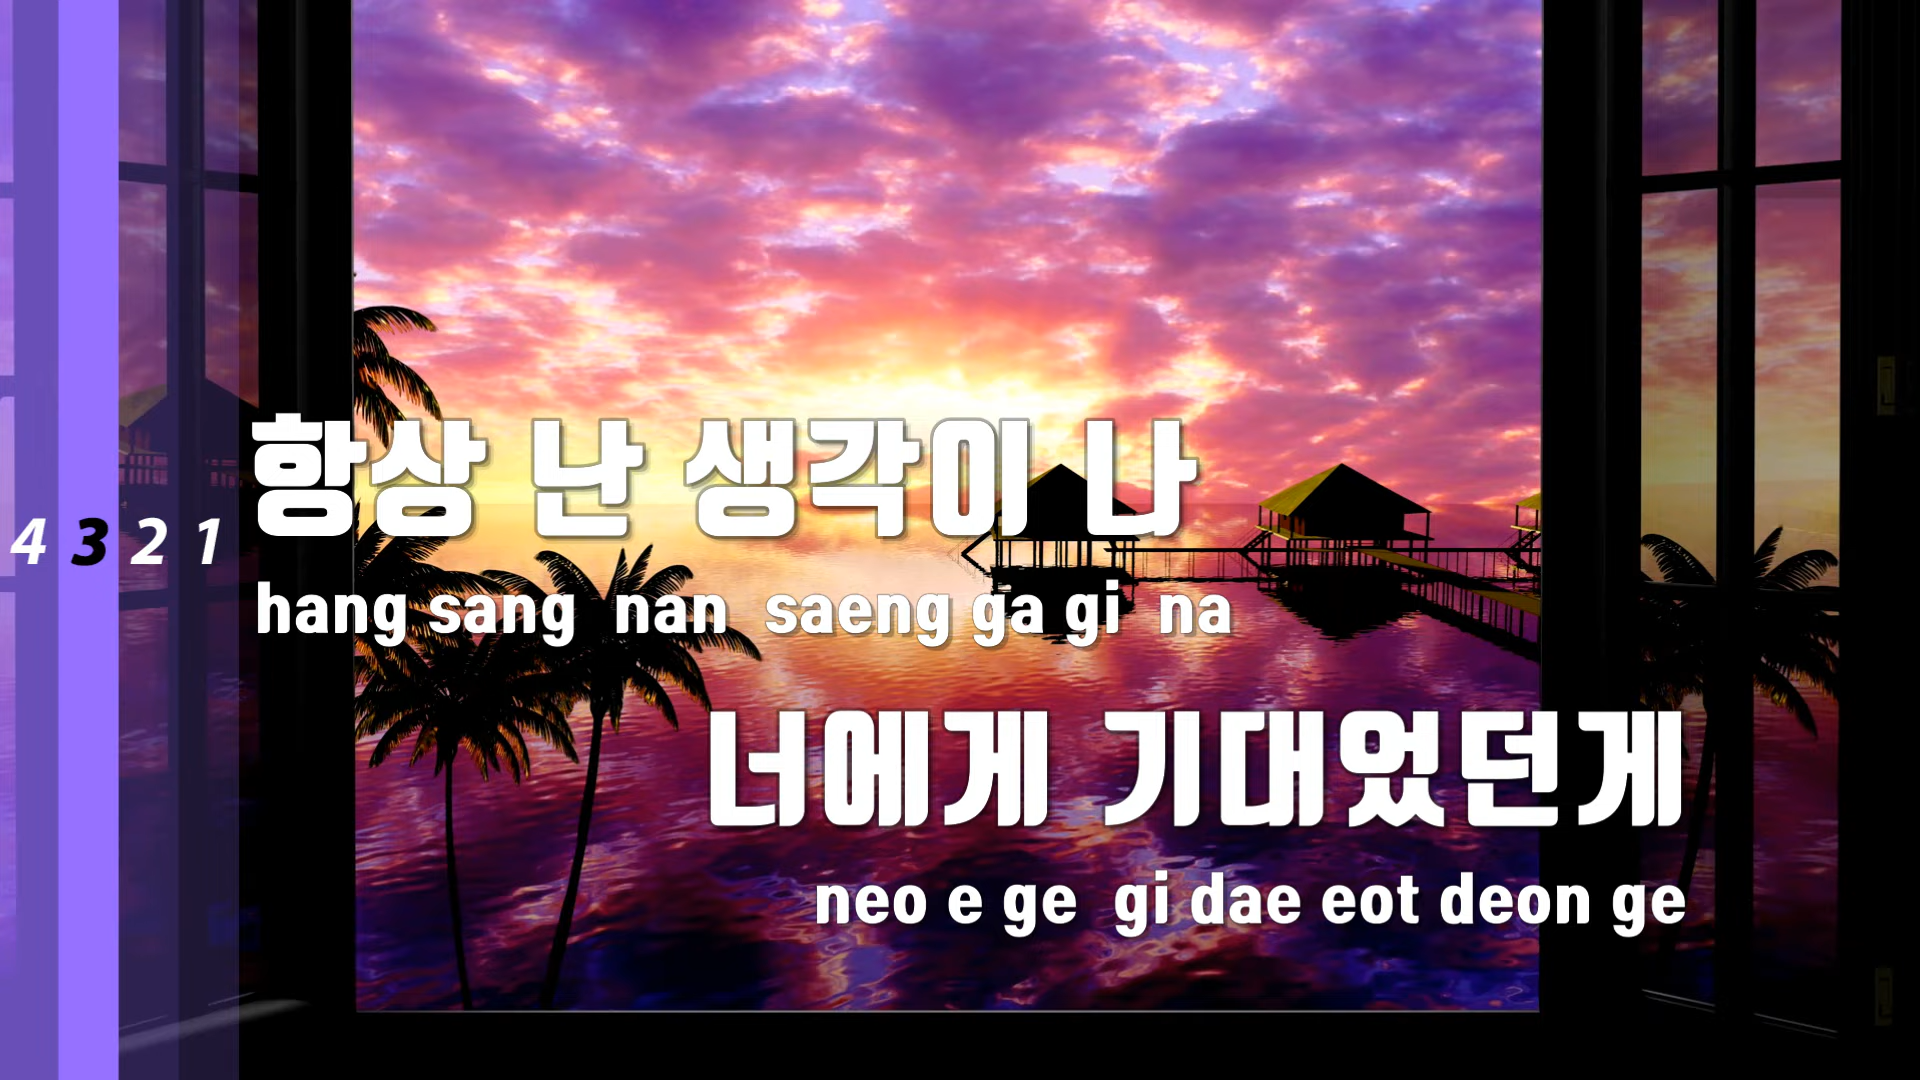 4 3 2 1
항상 난 생각이 나
hang sang nan saeng ga gi na
너에게 기대었던게
neo e ge gi dae eot deon ge